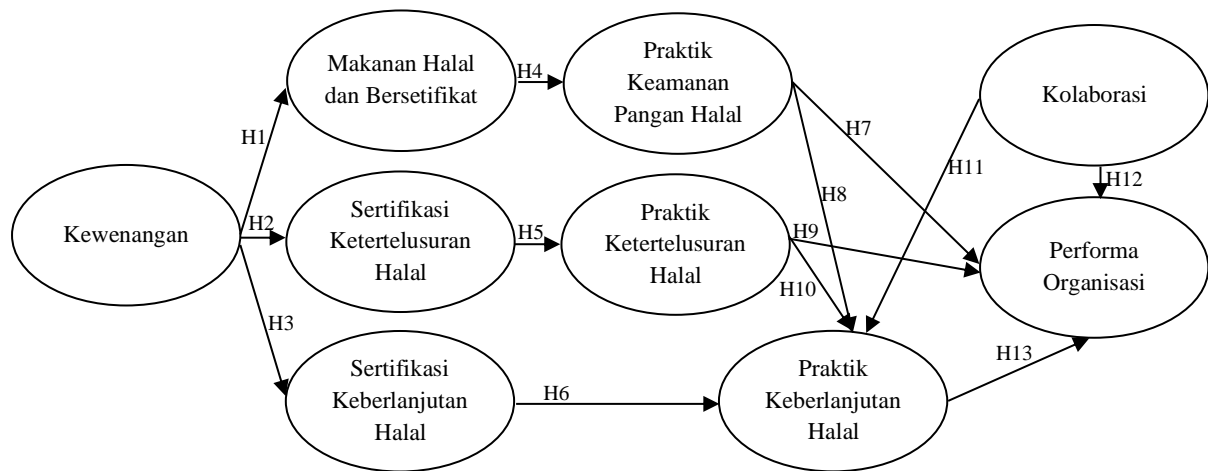 Makanan Halal
dan Bersetifikat
H4
Praktik
Keamanan
Pangan Halal
Kolaborasi
H1
H7
H11
H12
H8
Kewenangan
H2
Sertifikasi
Ketertelusuran
Halal
H5
Praktik
Ketertelusuran
Halal
H9
H10
Performa
Organisasi
H3
Sertifikasi
Keberlanjutan
Halal
H6
Praktik
Keberlanjutan
Halal
H13